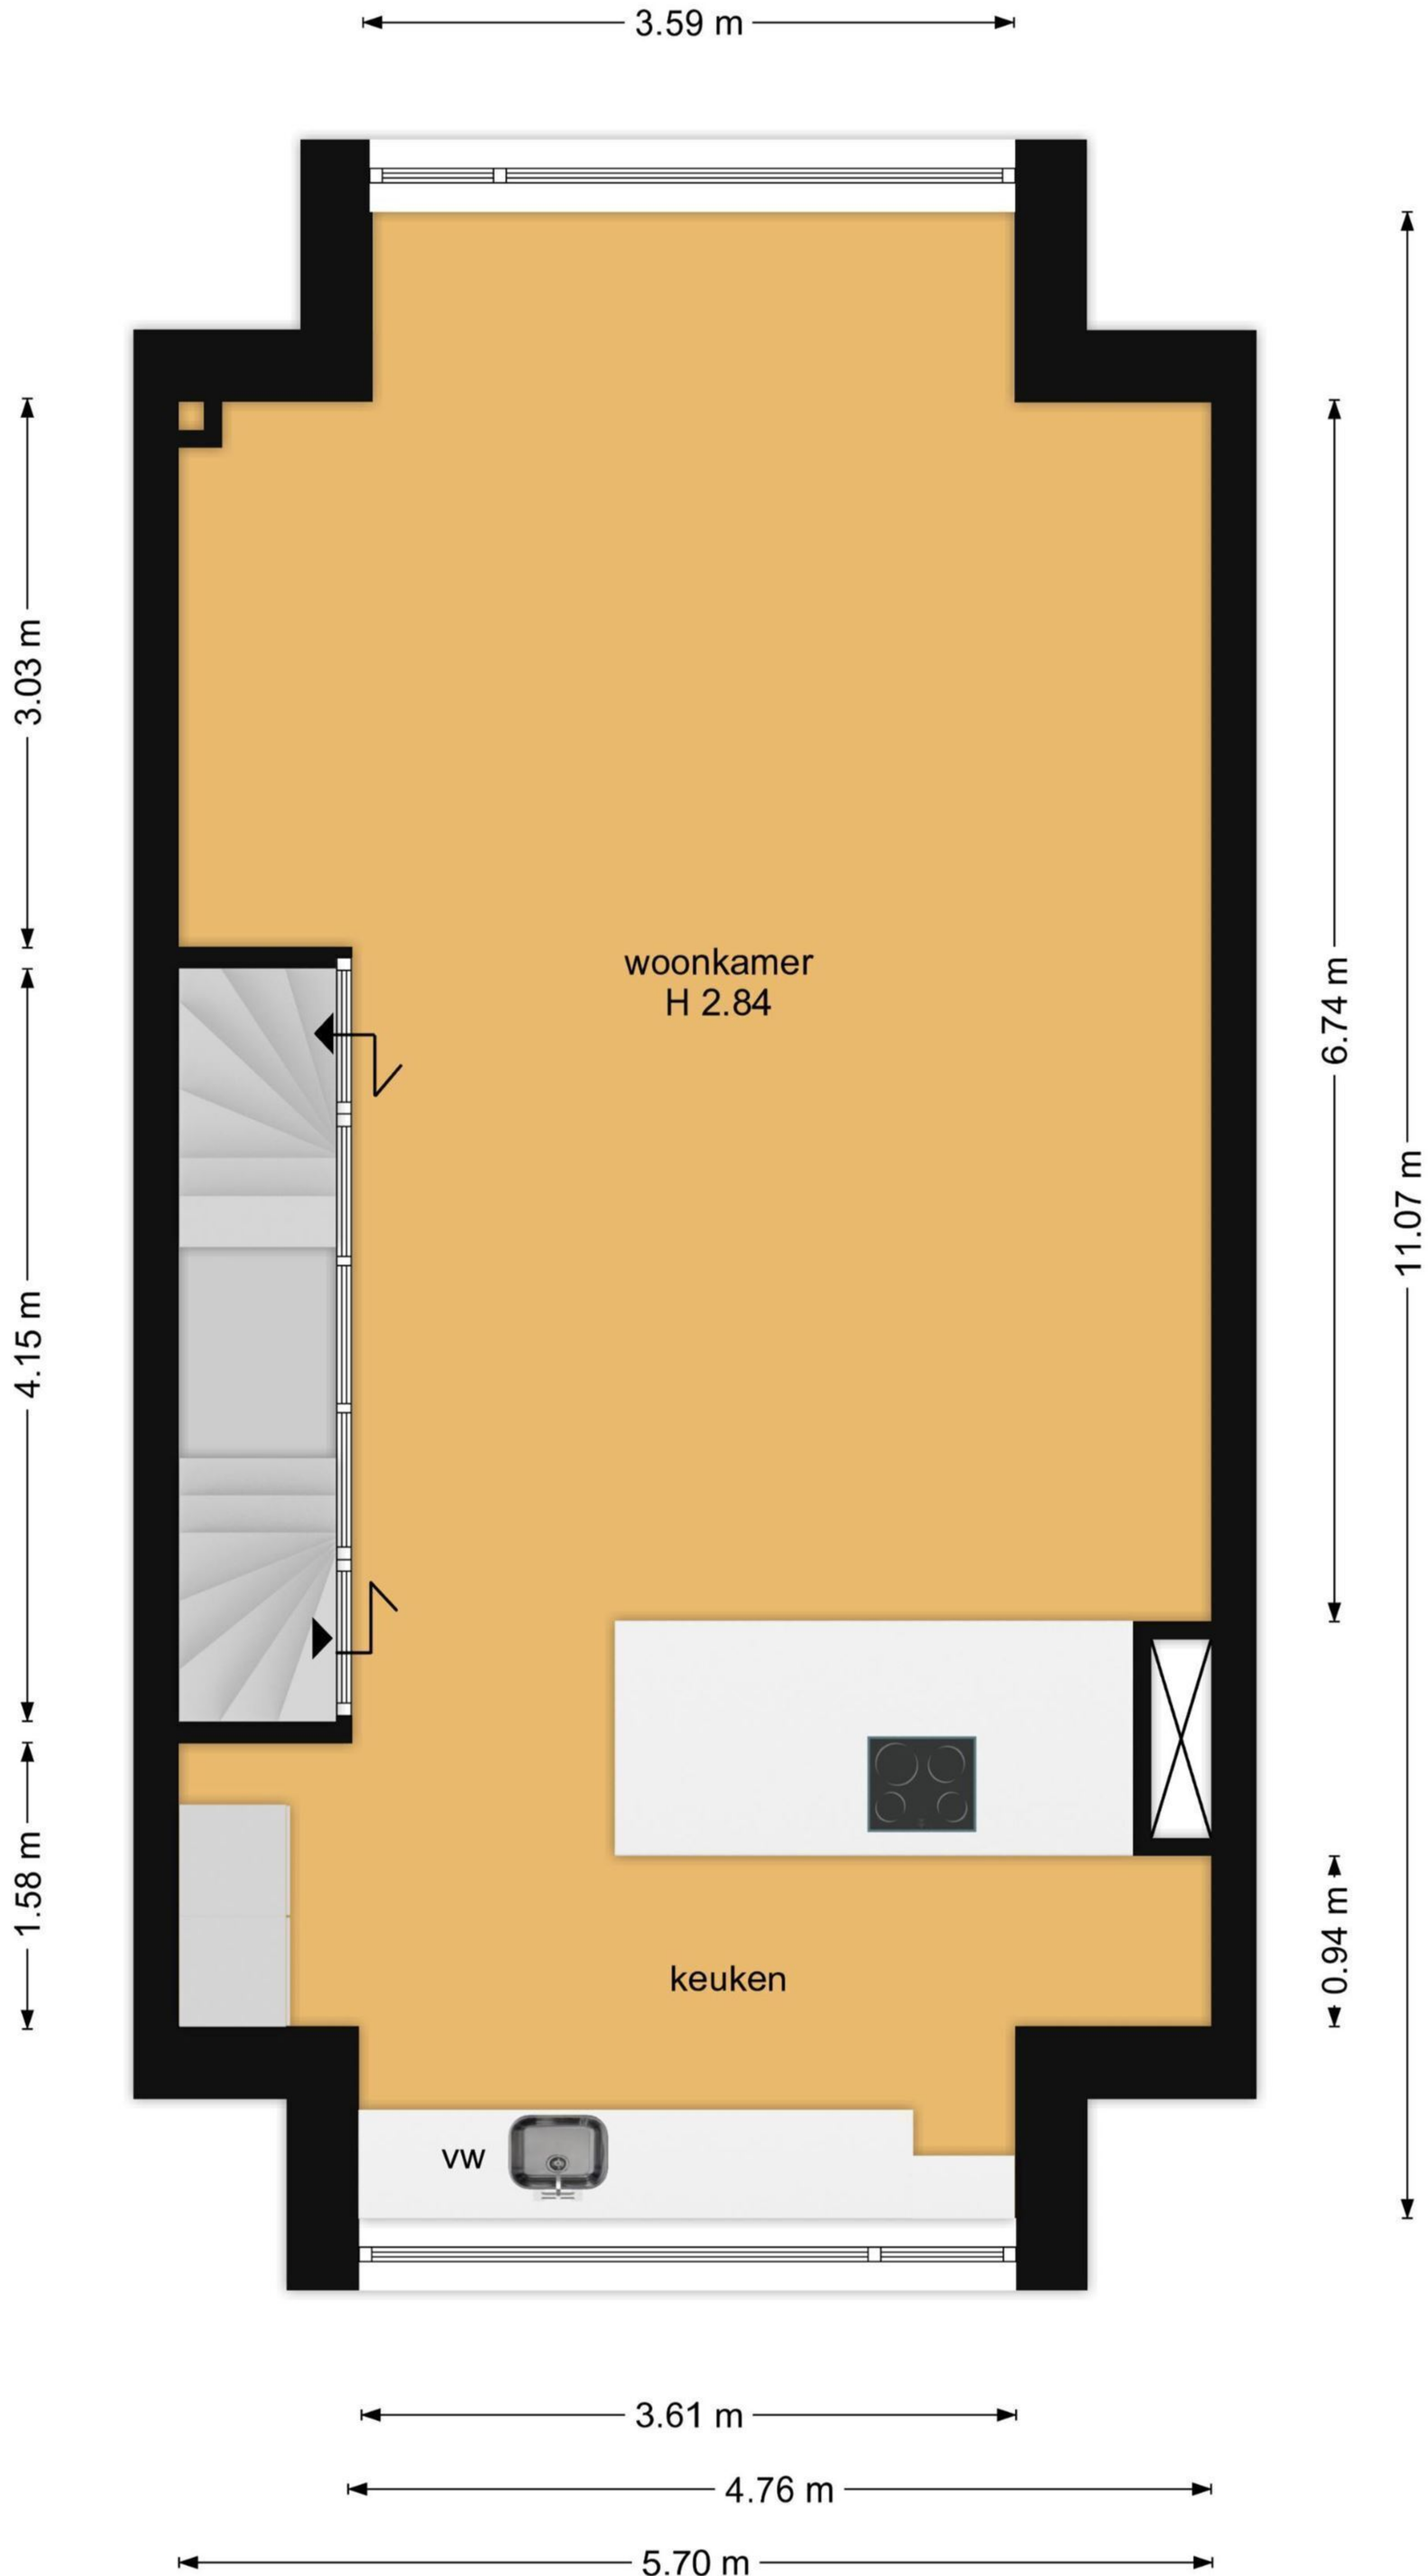 3.59 m
3.03 m
woonkamer
H 2.84
6.74 m
11.07 m
4.15 m
1.58 m
0.94 m
keuken
vw
3.61 m
4.76 m
5.70 m